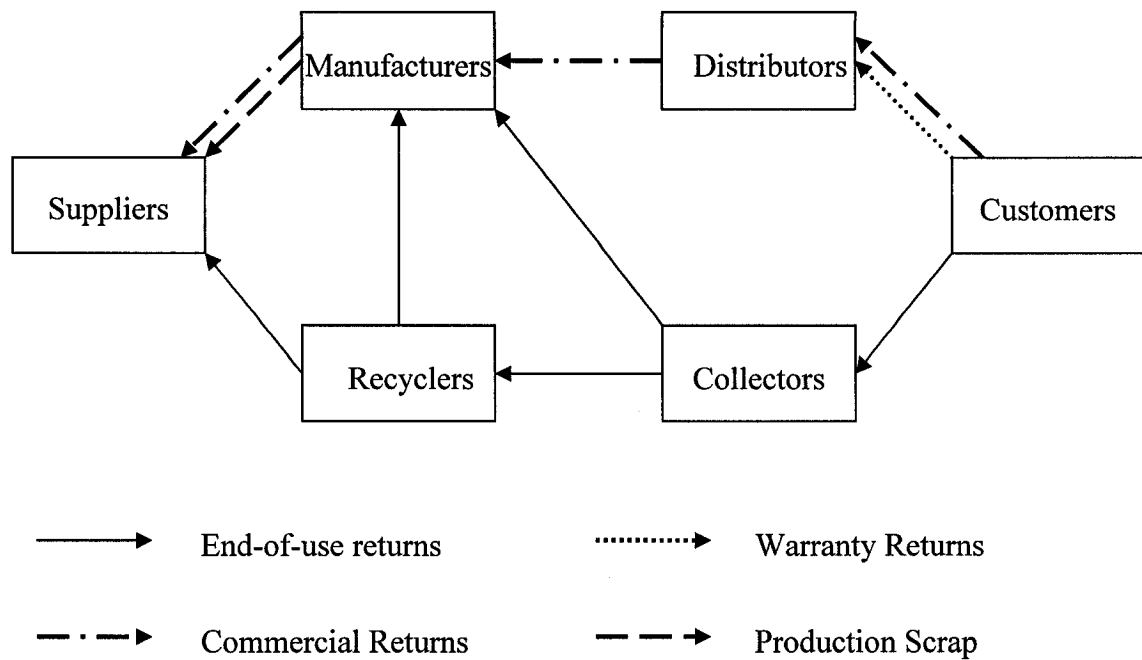 Manufacturers
Distributors
Suppliers
Customers
Recyclers
Collectors
End-of-use returns
Warranty Returns
Commercial Returns
Production Scrap